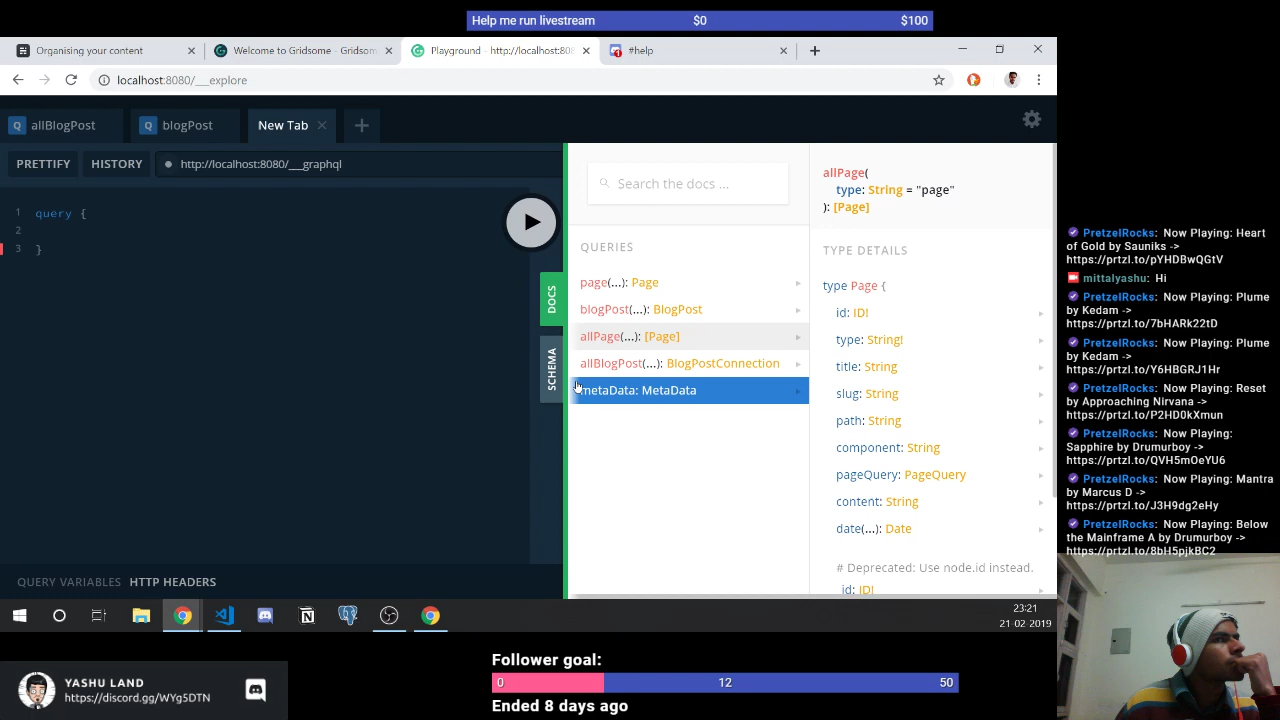 Help me run livestream $0 $100
Organising your content
Welcome to Gridsome - Gridsom
Playground - http://localhost:808
#help
localhost:8080/___explore
Q allBlogPost
Q blogPost
New Tab
PRETTIFY
HISTORY
http://localhost:8080/___graphql
1 query {
2
3 }
DOCS
SCHEMA
QUERY VARIABLES HTTP HEADERS
Search the docs ...
QUERIES
page(...): Page
blogPost(...): BlogPost
allPage(...): [Page]
allBlogPost(...): BlogPostConnection
metaData: MetaData
allPage(
type: String = "page"
): [Page]
TYPE DETAILS
type Page {
id: ID!
type: String!
title: String
slug: String
path: String
component: String
pageQuery: PageQuery
content: String
date(...): Date
# Deprecated: Use node.id instead.
_id: ID!
23:21
21-02-2019
PretzelRocks: Now Playing: Heart
of Gold by Sauniks ->
https://prtzl.to/pYHDBwQGtV
mittalyashu: Hi
PretzelRocks: Now Playing: Plume
by Kedam ->
https://prtzl.to/7bHARk22tD
PretzelRocks: Now Playing: Plume
by Kedam ->
https://prtzl.to/Y6HBGRJ1Hr
PretzelRocks: Now Playing: Reset
by Approaching Nirvana ->
https://prtzl.to/P2HD0kXmun
PretzelRocks: Now Playing:
Sapphire by Drumurboy ->
https://prtzl.to/QVH5mOeYU6
PretzelRocks: Now Playing: Mantra
by Marcus D ->
https://prtzl.to/J3H9dg2eHy
PretzelRocks: Now Playing: Below
the Mainframe A by Drumurboy ->
https://prtzl.to/8bH5pjkBC2
YASHU LAND
https://discord.gg/WYg5DTN
Follower goal:
0 12 50
Ended 8 days ago